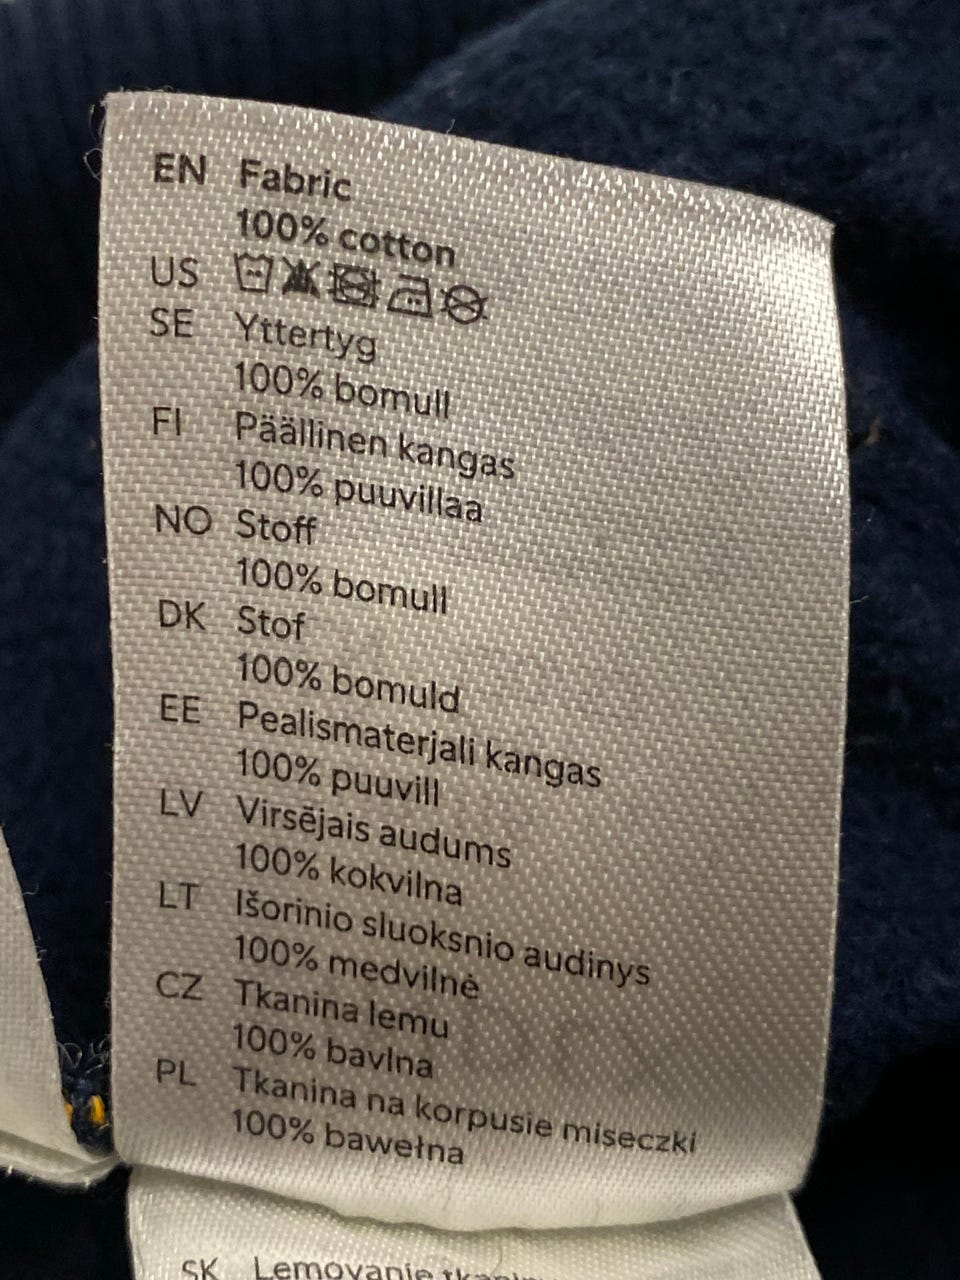 EN Fabric
100% cotton
US
SE Yttertyg
100% bomull
FI Päällinen kangas
100% puuvillaa
NO Stoff
100% bomull
DK Stof
100% bomuld
EE Pealismaterjali kangas
100% puuvill
LV Virsējais audums
100% kokvilna
LT Išorinio sluoksnio audinys
100% medvilnė
CZ Tkanina lemu
100% bavlna
PL Tkanina na korpusie miseczki
100% bawełna
SK Lemovanie